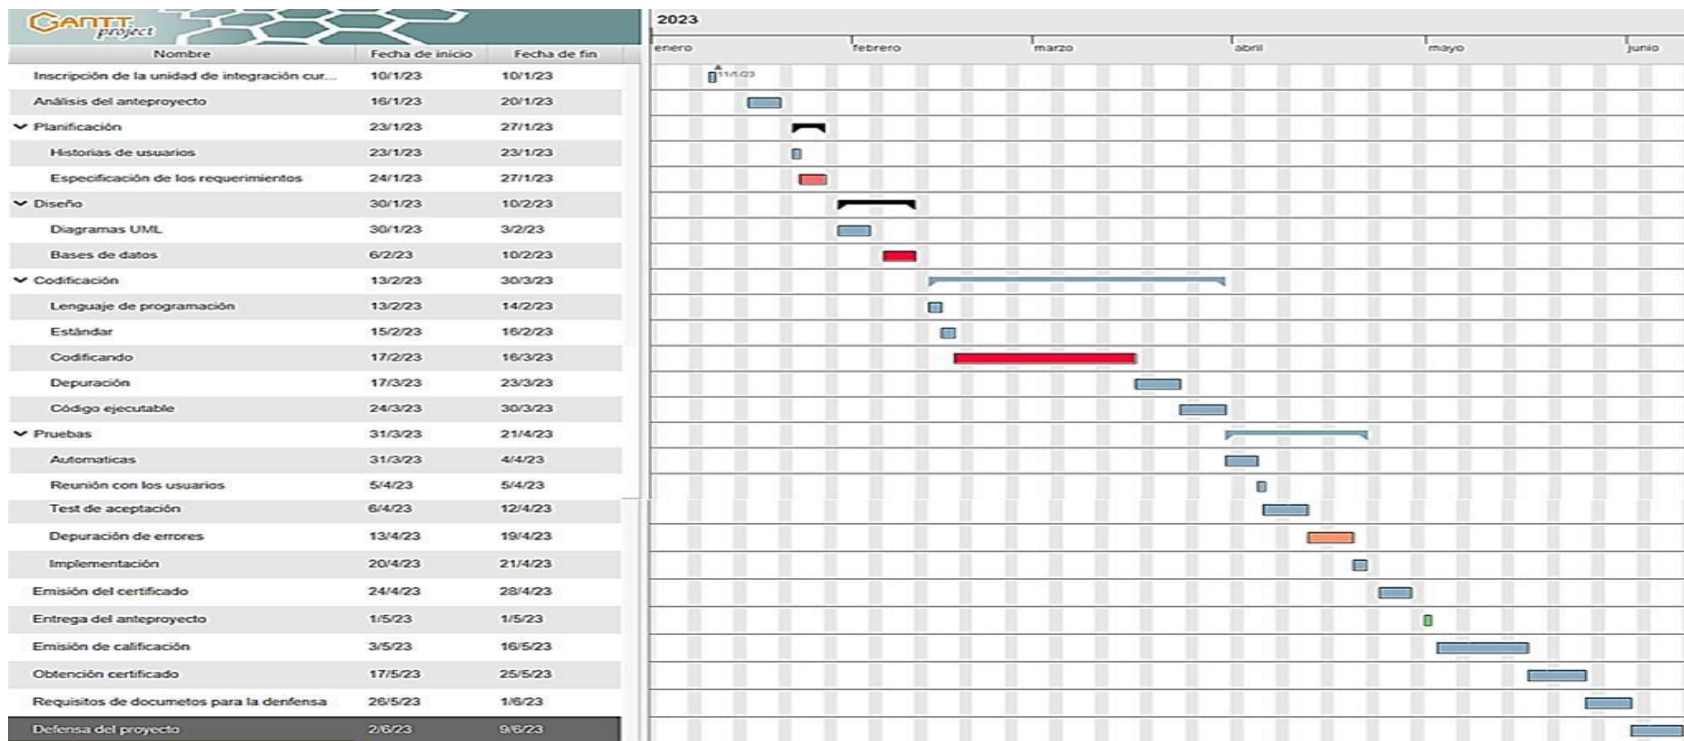 GANTT
project
2023
enero febrero marzo abril mayo junio
Nombre Fecha de inicio Fecha de fin
Inscripción de la unidad de integración cur... 10/1/23 10/1/23 11/1/23
Análisis del anteproyecto 16/1/23 20/1/23
Planificación 23/1/23 27/1/23
Historias de usuarios 23/1/23 23/1/23
Especificación de los requerimientos 24/1/23 27/1/23
Diseño 30/1/23 10/2/23
Diagramas UML 30/1/23 3/2/23
Bases de datos 6/2/23 10/2/23
Codificación 13/2/23 30/3/23
Lenguaje de programación 13/2/23 14/2/23
Estándar 15/2/23 16/2/23
Codificando 17/2/23 16/3/23
Depuración 17/3/23 23/3/23
Código ejecutable 24/3/23 30/3/23
Pruebas 31/3/23 21/4/23
Automaticas 31/3/23 4/4/23
Reunión con los usuarios 5/4/23 5/4/23
Test de aceptación 6/4/23 12/4/23
Depuración de errores 13/4/23 19/4/23
Implementación 20/4/23 21/4/23
Emisión del certificado 24/4/23 28/4/23
Entrega del anteproyecto 1/5/23 1/5/23
Emisión de calificación 3/5/23 16/5/23
Obtención certificado 17/5/23 25/5/23
Requisitos de documetos para la denfensa 26/5/23 1/6/23
Defensa del proyecto 2/6/23 9/6/23